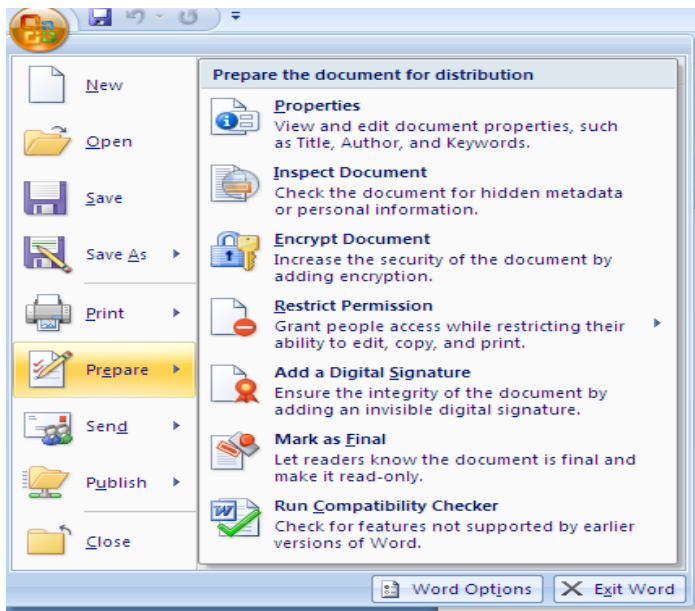 New
Open
Save
Save As
Print
Prepare
Send
Publish
Close
Prepare the document for distribution
Properties
View and edit document properties, such
as Title, Author, and Keywords.
Inspect Document
Check the document for hidden metadata
or personal information.
Encrypt Document
Increase the security of the document by
adding encryption.
Restrict Permission
Grant people access while restricting their
ability to edit, copy, and print.
Add a Digital Signature
Ensure the integrity of the document by
adding an invisible digital signature.
Mark as Final
Let readers know the document is final and
make it read-only.
Run Compatibility Checker
Check for features not supported by earlier
versions of Word.
Word Options
Exit Word